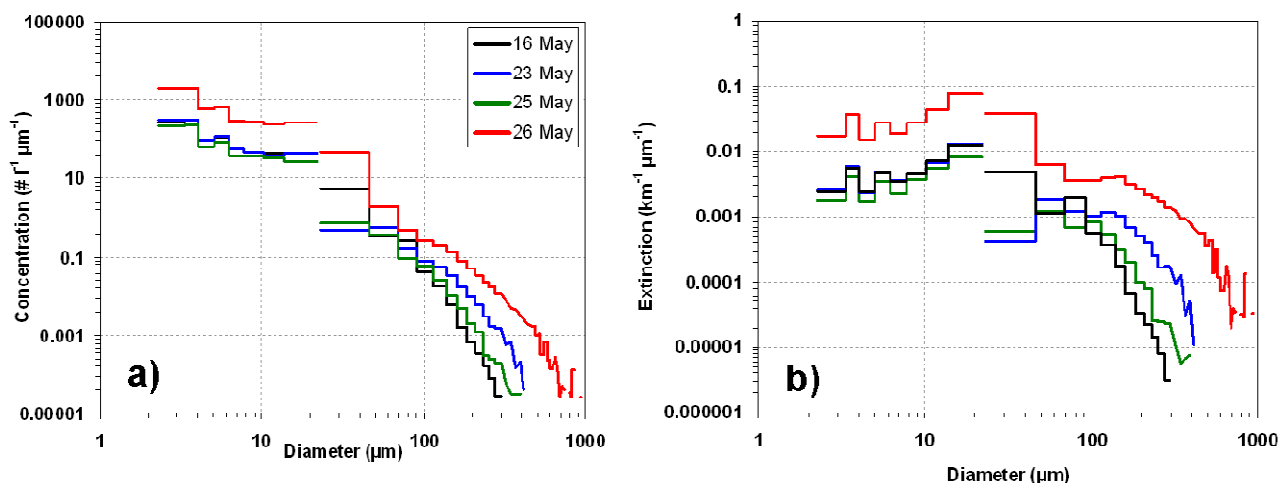 100000
1000
10
0.1
0.001
0.00001
Concentration (# l⁻¹ µm⁻¹)
16 May
23 May
25 May
26 May
a)
1
10
100
1000
Diameter (µm)
1
0.1
0.01
0.001
0.0001
0.00001
0.000001
Extinction (km⁻¹ µm⁻¹)
b)
1
10
100
1000
Diameter (µm)